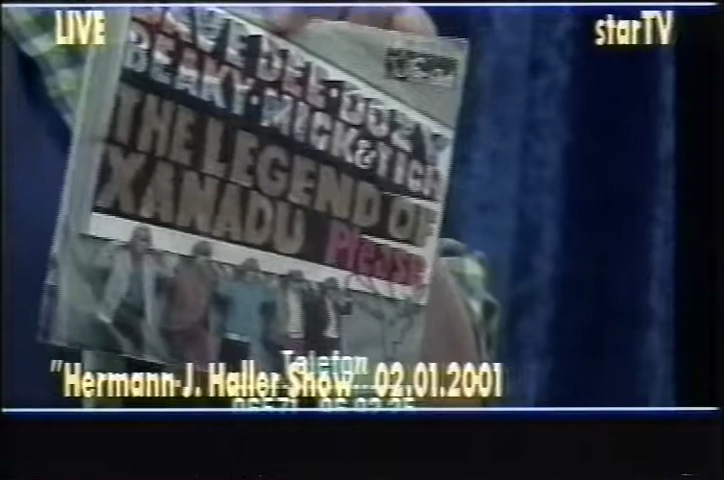 LIVE
starTV
DAVE DEE·DOZY
BEAKY·MICK&TICH
THE LEGEND OF
XANADU Please
Telefon
"Hermann-J. Haller Show 02.01.2001